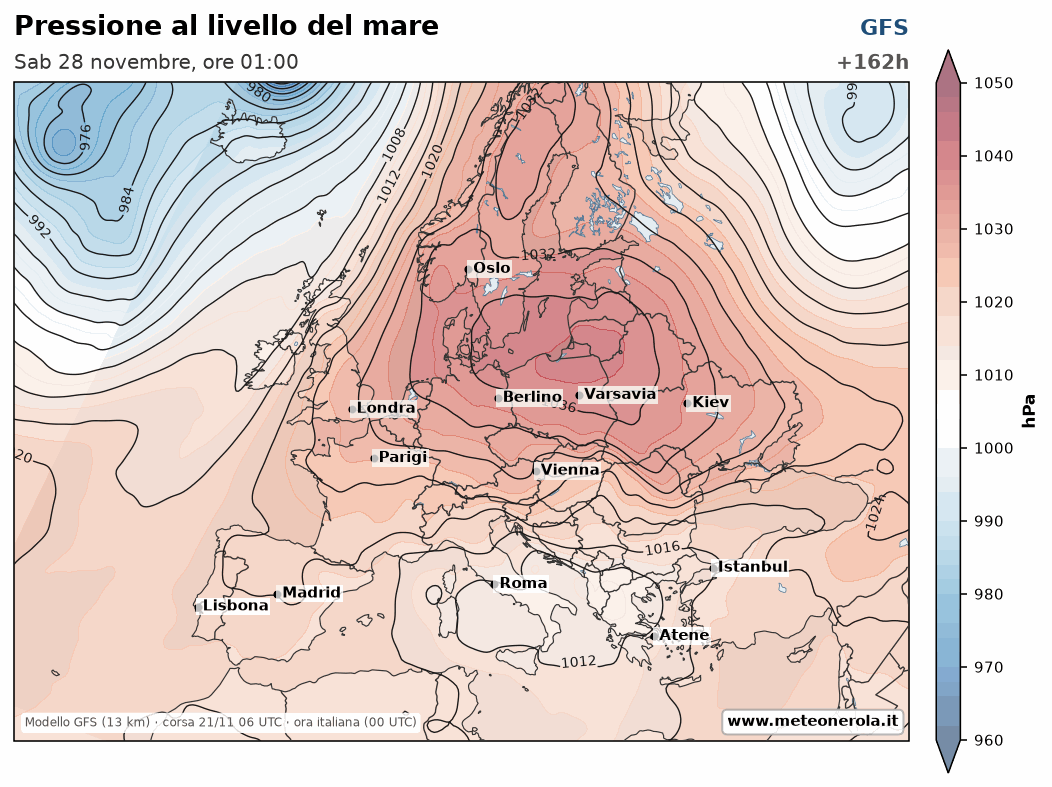 Pressione al livello del mare
GFS
Sab 28 novembre, ore 01:00
+162h
980
976
1008
1020
1012
984
992
1032
Oslo
1050
1040
1030
1020
1010
1000
990
980
970
960
hPa
Londra
Berlino
Varsavia
Kiev
Parigi
Vienna
20
1024
1016
Istanbul
Roma
Madrid
Lisbona
Atene
1012
Modello GFS (13 km) · corsa 21/11 06 UTC · ora italiana (00 UTC)
www.meteonerola.it